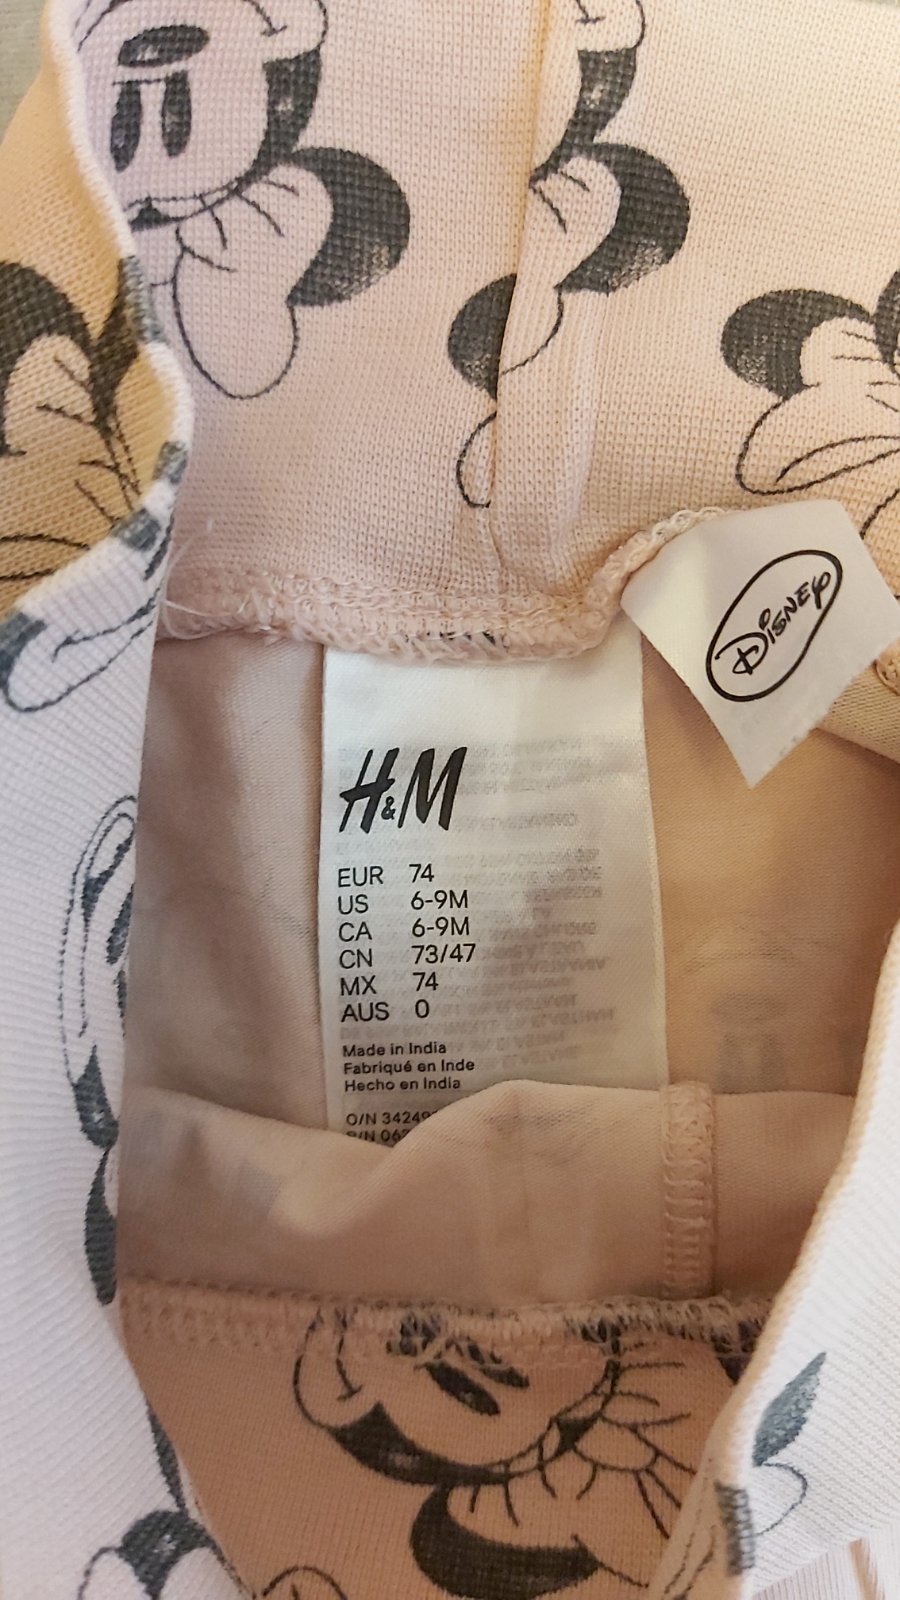 Disney
H&M
EUR 74
US 6-9M
CA 6-9M
CN 73/47
MX 74
AUS 0
Made in India
Fabriqué en Inde
Hecho en India
O/N